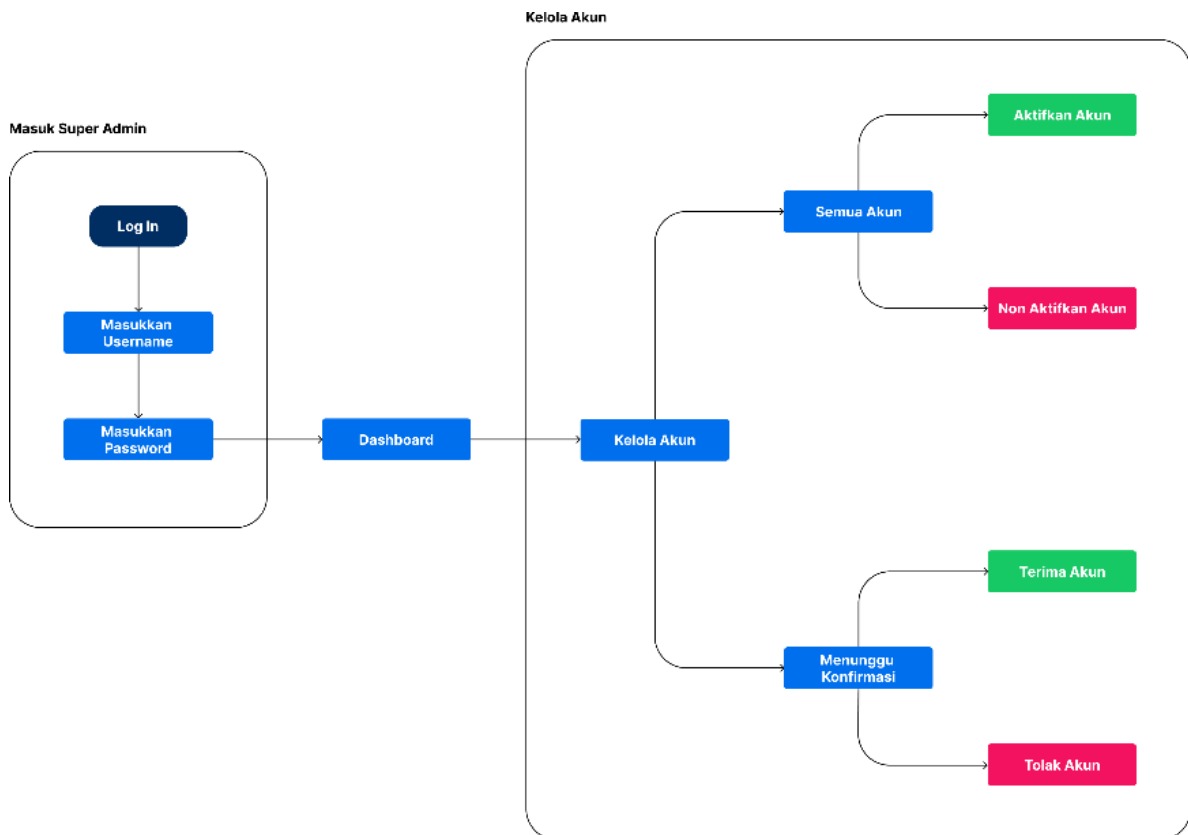 Kelola Akun
Masuk Super Admin
Log In
Masukkan
Username
Masukkan
Password
Dashboard
Kelola Akun
Semua Akun
Aktifkan Akun
Non Aktifkan Akun
Menunggu
Konfirmasi
Terima Akun
Tolak Akun